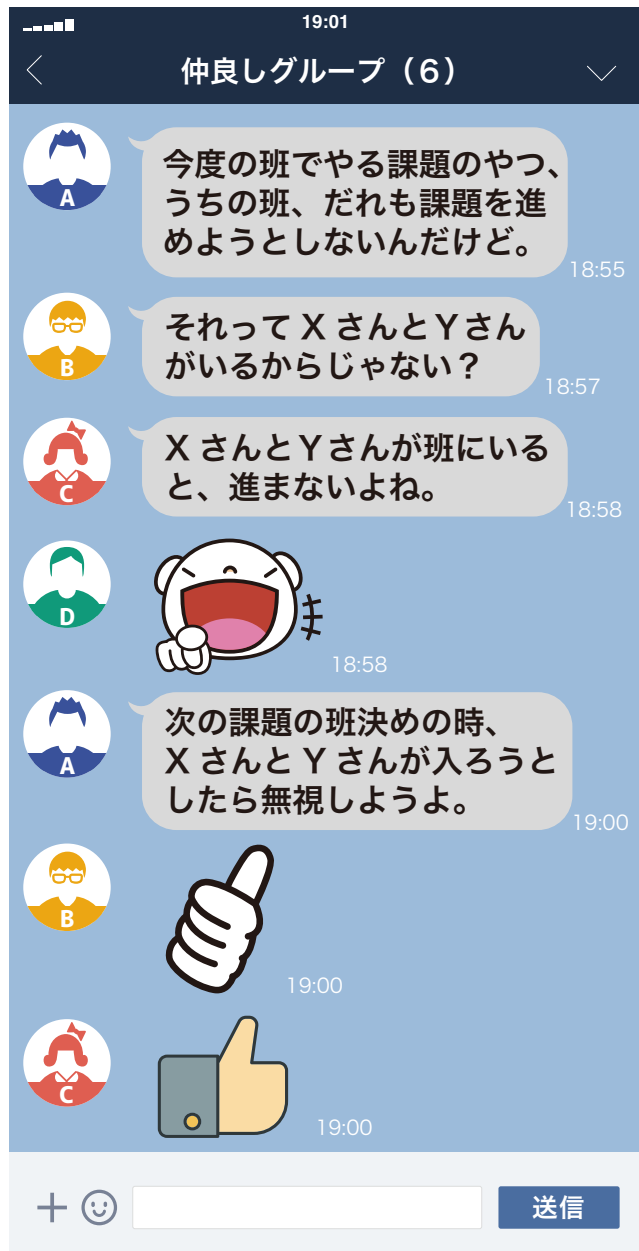 19:01
仲良しグループ（6）
A
今度の班でやる課題のやつ、
うちの班、だれも課題を進
めようとしないんだけど。
18:55
B
それって X さんとYさん
がいるからじゃない？
18:57
C
X さんとYさんが班にいる
と、進まないよね。
18:58
D
18:58
A
次の課題の班決めの時、
X さんと Y さんが入ろうと
したら無視しようよ。
19:00
B
19:00
C
19:00
送信